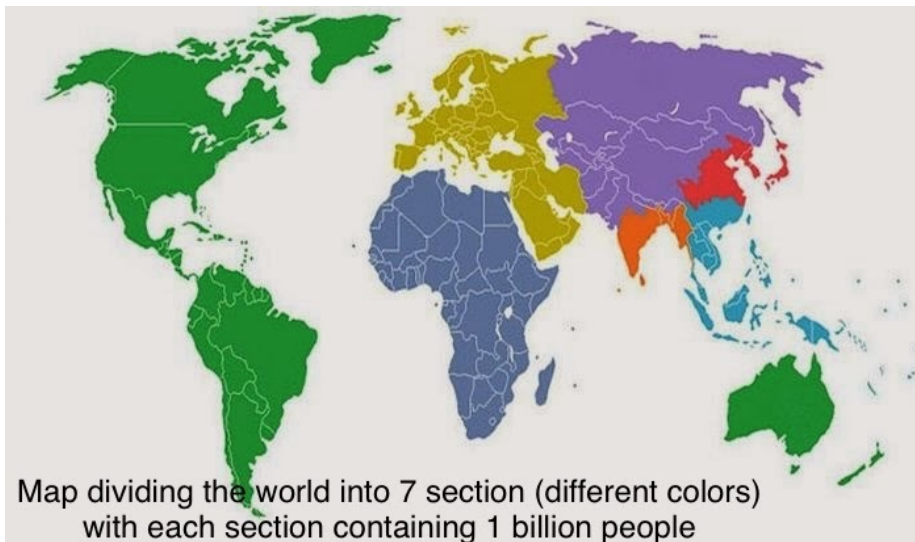 Map dividing the world into 7 section (different colors)
with each section containing 1 billion people